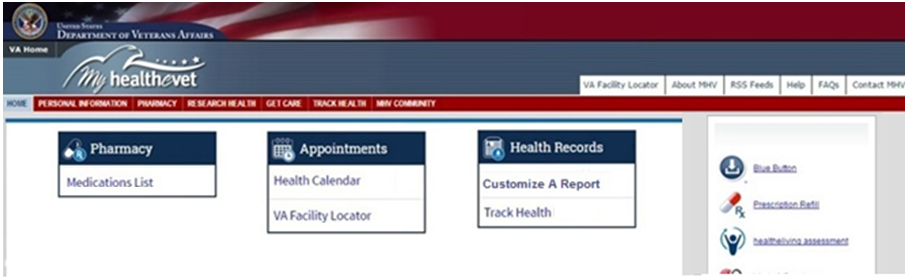 UNITED STATES
DEPARTMENT OF VETERANS AFFAIRS
VA Home
My healthevet
VA Facility Locator About MHV RSS Feeds Help FAQs Contact MHV
HOME PERSONAL INFORMATION PHARMACY RESEARCH HEALTH GET CARE TRACK HEALTH MHV COMMUNITY
Pharmacy
Medications List
Appointments
Health Calendar
VA Facility Locator
Health Records
Customize A Report
Track Health
Blue Button
Rx Prescription Refill
healtheliving assessment